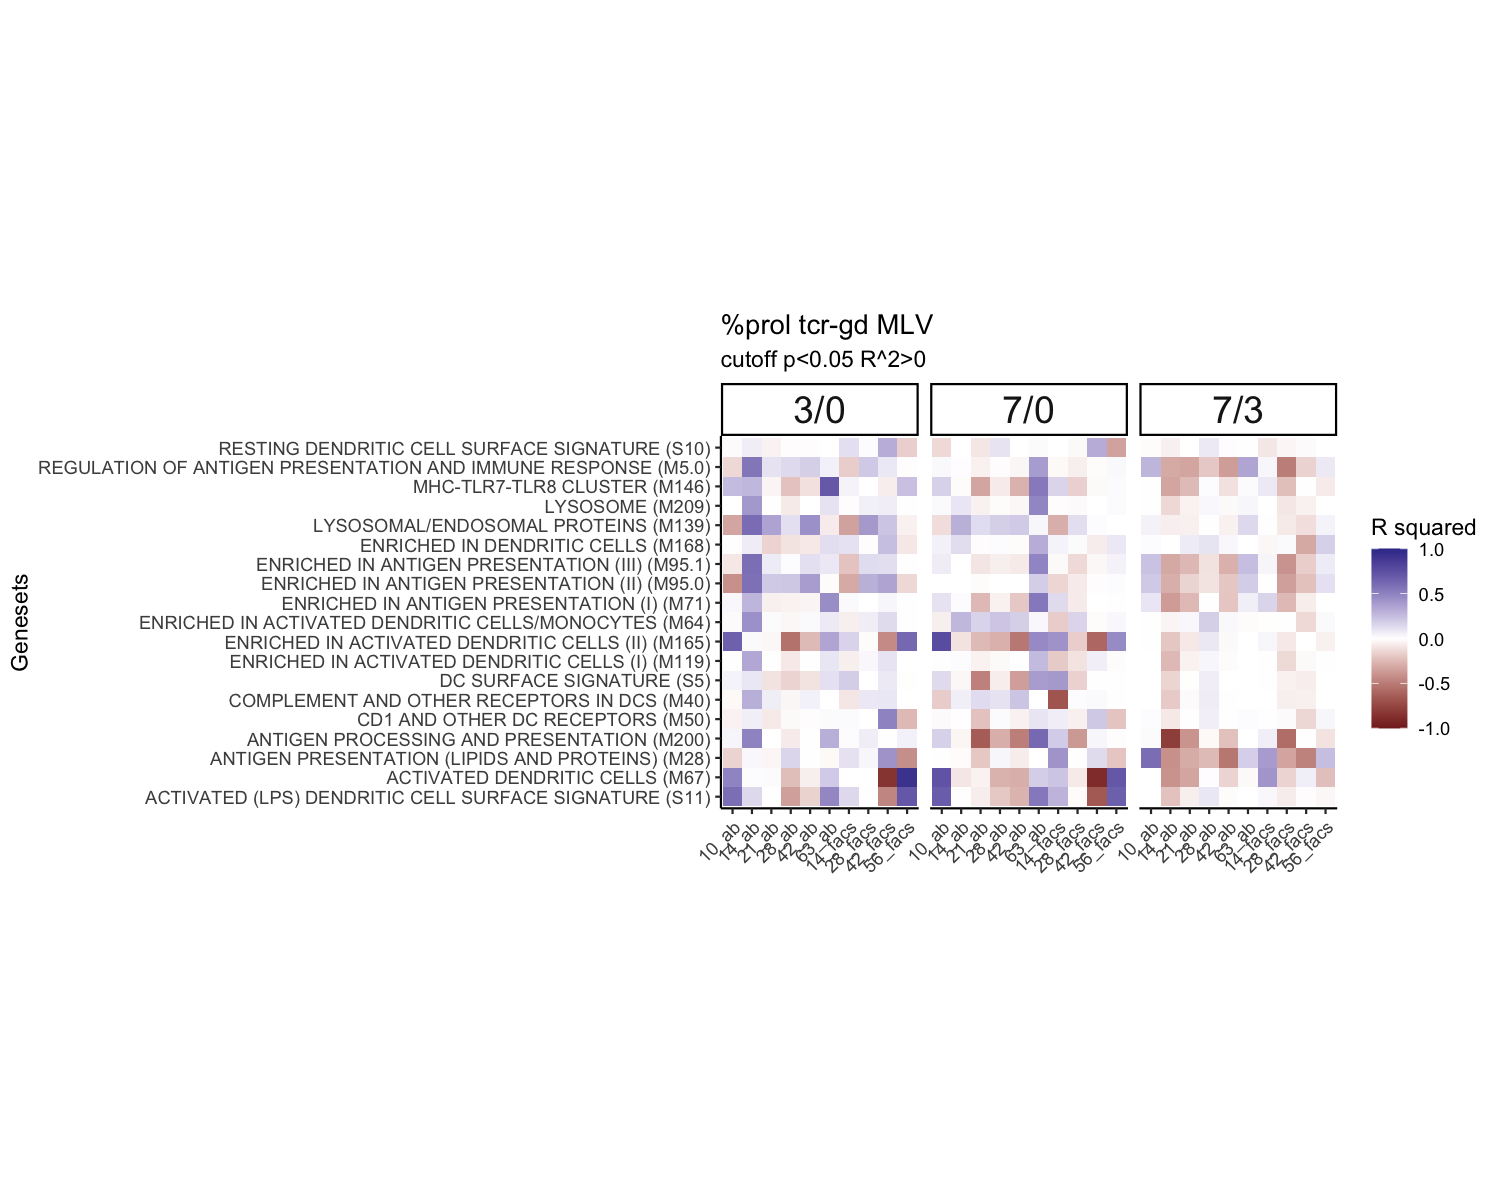 %prol tcr-gd MLV
cutoff p<0.05 R^2>0
3/0
7/0
7/3
Genesets
RESTING DENDRITIC CELL SURFACE SIGNATURE (S10)
REGULATION OF ANTIGEN PRESENTATION AND IMMUNE RESPONSE (M5.0)
MHC-TLR7-TLR8 CLUSTER (M146)
LYSOSOME (M209)
LYSOSOMAL/ENDOSOMAL PROTEINS (M139)
ENRICHED IN DENDRITIC CELLS (M168)
ENRICHED IN ANTIGEN PRESENTATION (III) (M95.1)
ENRICHED IN ANTIGEN PRESENTATION (II) (M95.0)
ENRICHED IN ANTIGEN PRESENTATION (I) (M71)
ENRICHED IN ACTIVATED DENDRITIC CELLS/MONOCYTES (M64)
ENRICHED IN ACTIVATED DENDRITIC CELLS (II) (M165)
ENRICHED IN ACTIVATED DENDRITIC CELLS (I) (M119)
DC SURFACE SIGNATURE (S5)
COMPLEMENT AND OTHER RECEPTORS IN DCS (M40)
CD1 AND OTHER DC RECEPTORS (M50)
ANTIGEN PROCESSING AND PRESENTATION (M200)
ANTIGEN PRESENTATION (LIPIDS AND PROTEINS) (M28)
ACTIVATED DENDRITIC CELLS (M67)
ACTIVATED (LPS) DENDRITIC CELL SURFACE SIGNATURE (S11)
10_ab
14_ab
21_ab
28_ab
42_ab
63_ab
14_facs
28_facs
42_facs
56_facs
10_ab
14_ab
21_ab
28_ab
42_ab
63_ab
14_facs
28_facs
42_facs
56_facs
10_ab
14_ab
21_ab
28_ab
42_ab
63_ab
14_facs
28_facs
42_facs
56_facs
R squared
1.0
0.5
0.0
-0.5
-1.0